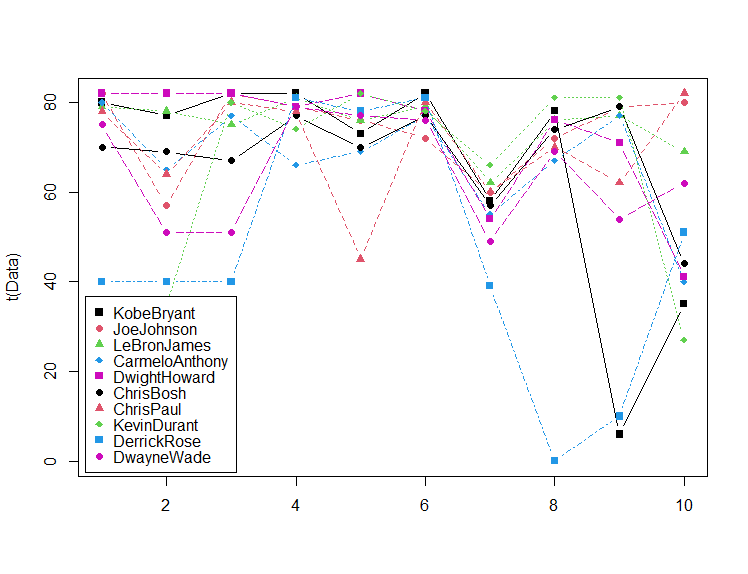 t(Data)
80
60
40
20
0
KobeBryant
JoeJohnson
LeBronJames
CarmeloAnthony
DwightHoward
ChrisBosh
ChrisPaul
KevinDurant
DerrickRose
DwayneWade
2
4
6
8
10